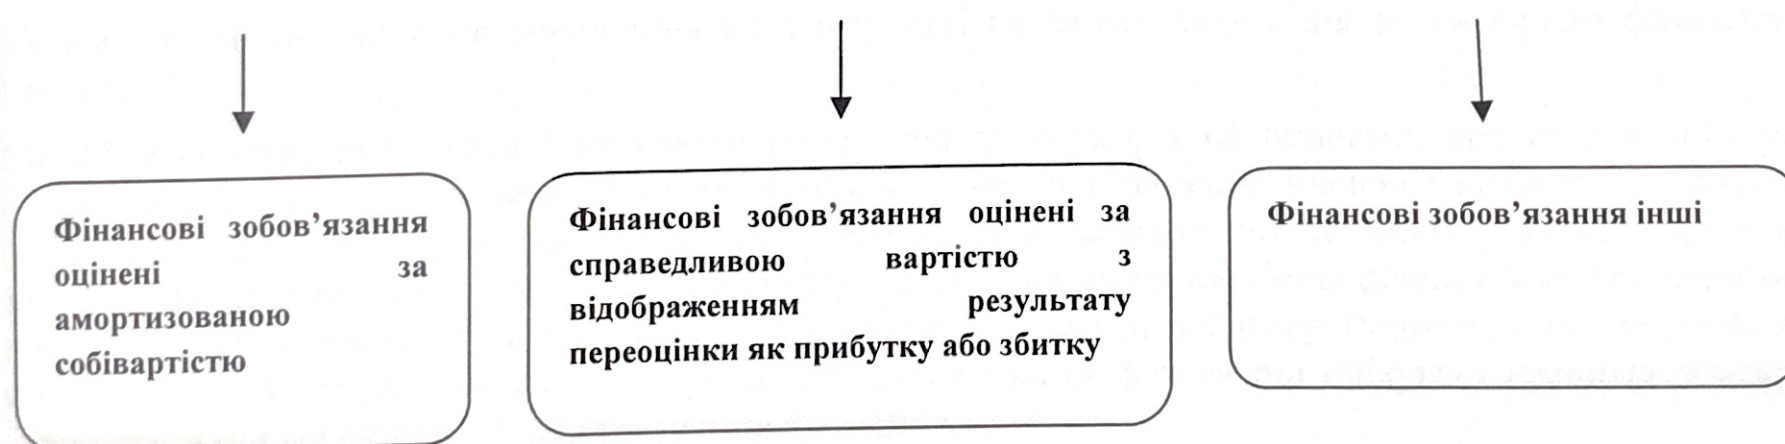 Фінансові зобов’язання
оцінені за
амортизованою
собівартістю
Фінансові зобов’язання оцінені за
справедливою вартістю з
відображенням результату
переоцінки як прибутку або збитку
Фінансові зобов’язання інші